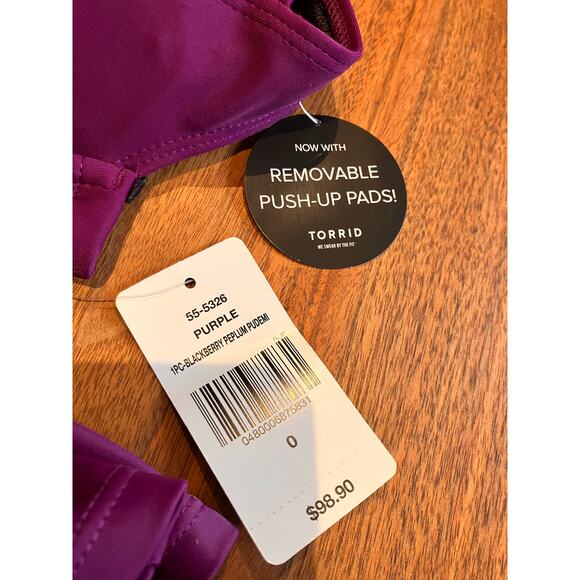 NOW WITH
REMOVABLE
PUSH-UP PADS!
TORRID
WE SWEAR BY THE FIT
55-5326
PURPLE
1PC-BLACKBERRY PEPLUM PUDEMI
0480006875831
0
$98.90